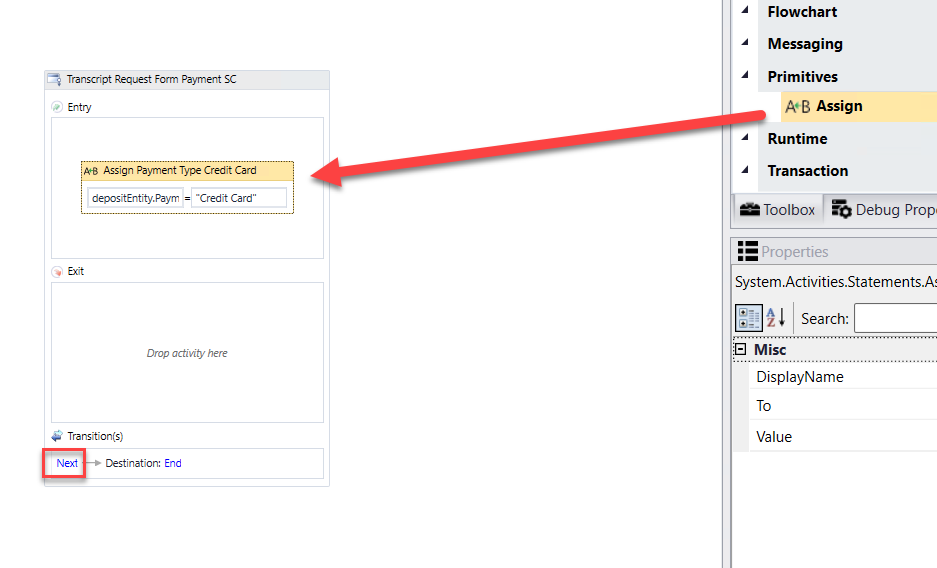 Transcript Request Form Payment SC
Entry
A+B Assign Payment Type Credit Card
depositEntity.Paym = "Credit Card"
Exit
Drop activity here
Transition(s)
Next Destination: End
Flowchart
Messaging
Primitives
A+B Assign
Runtime
Transaction
Toolbox Debug Prope
Properties
System.Activities.Statements.As
A
Z Search:
Misc
DisplayName
To
Value